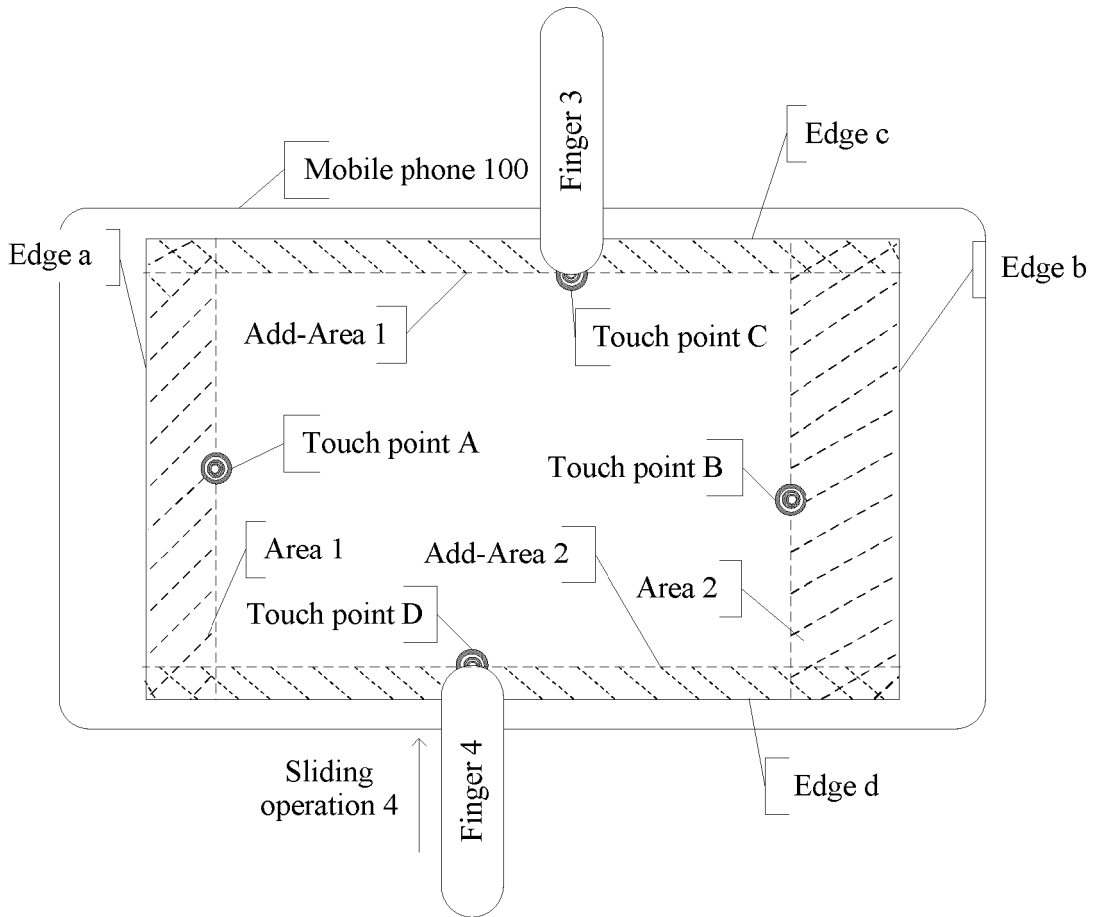 Finger 3
Edge c
Mobile phone 100
Edge a
Edge b
Add-Area 1
Touch point C
Touch point A
Touch point B
Area 1
Add-Area 2
Area 2
Touch point D
Sliding
operation 4
Finger 4
Edge d